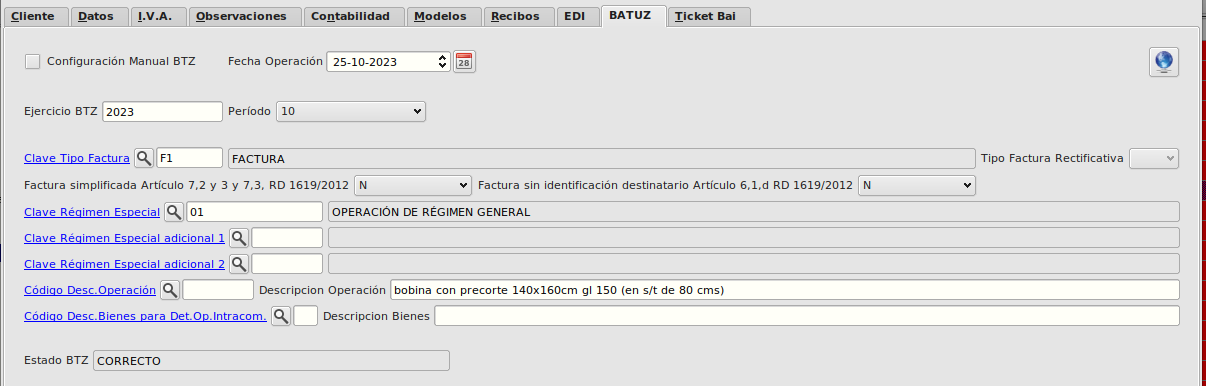 Cliente Datos I.V.A. Observaciones Contabilidad Modelos Recibos EDI BATUZ Ticket Bai
Configuración Manual BTZ Fecha Operación 25-10-2023 28
Ejercicio BTZ 2023 Período 10
Clave Tipo Factura F1 FACTURA Tipo Factura Rectificativa
Factura simplificada Artículo 7,2 y 3 y 7,3, RD 1619/2012 N Factura sin identificación destinatario Artículo 6,1,d RD 1619/2012 N
Clave Régimen Especial 01 OPERACIÓN DE RÉGIMEN GENERAL
Clave Régimen Especial adicional 1
Clave Régimen Especial adicional 2
Código Desc.Operación Descripcion Operación bobina con precorte 140x160cm gl 150 (en s/t de 80 cms)
Código Desc.Bienes para Det.Op.Intracom. Descripcion Bienes
Estado BTZ CORRECTO